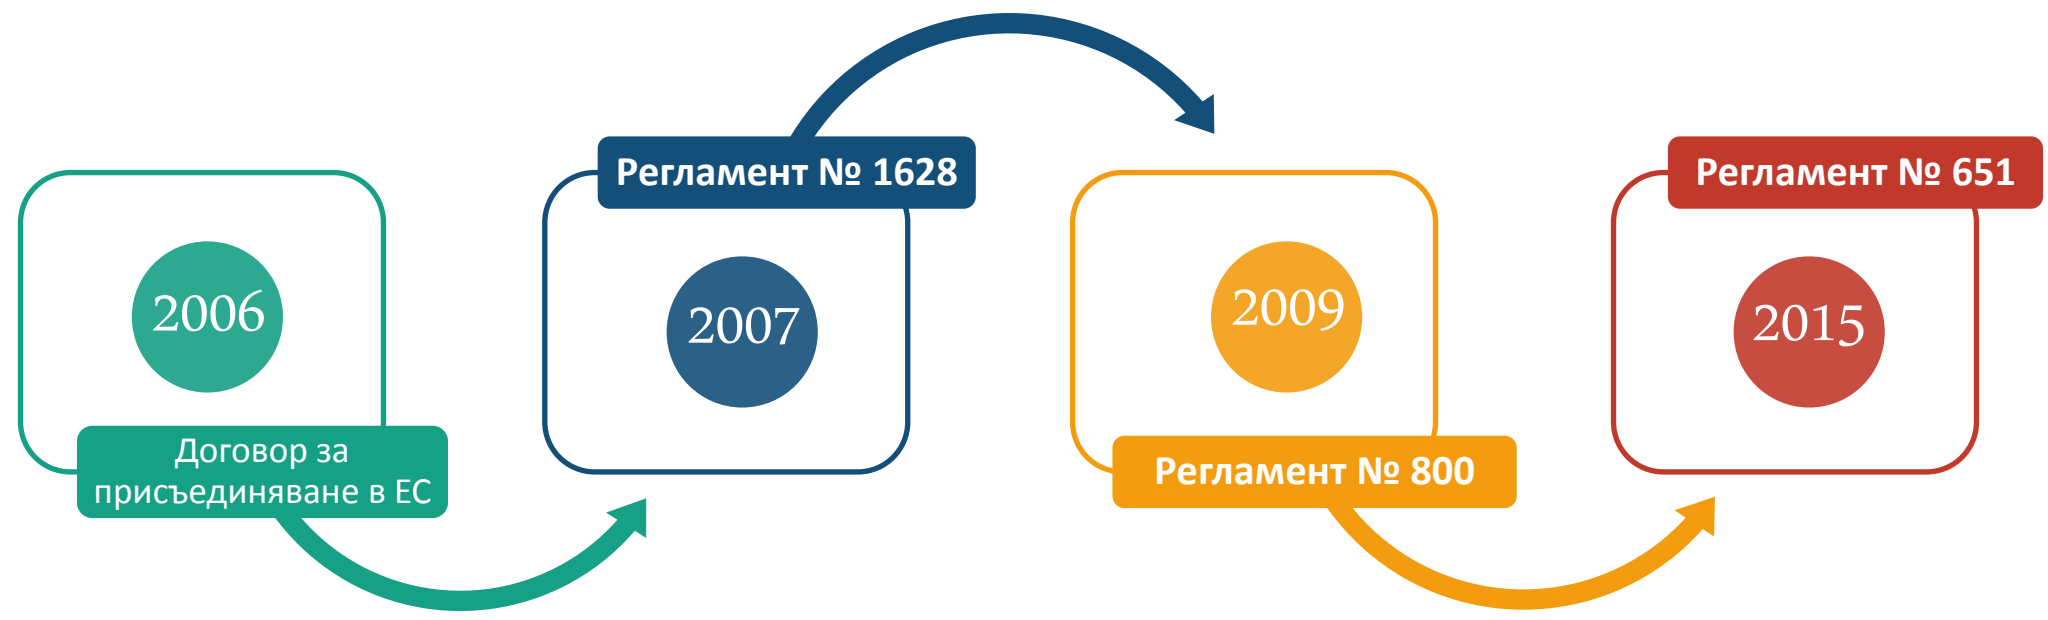 2006
Договор за
присъединяване в ЕС
Регламент № 1628
2007
2009
Регламент № 800
Регламент № 651
2015